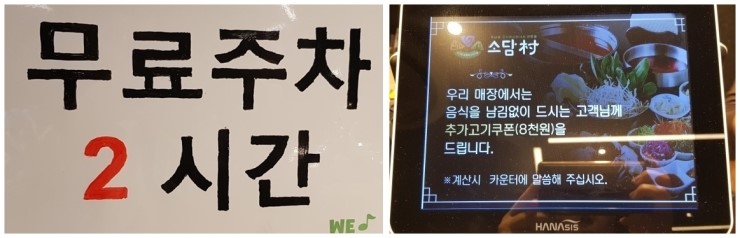 무료주차
2 시간
WE♪
소담村
우리 매장에서는
음식을 남김없이 드시는 고객님께
추가고기쿠폰(8천원)을
드립니다.
※계산시 카운터에 말씀해 주십시오.
HANASIS